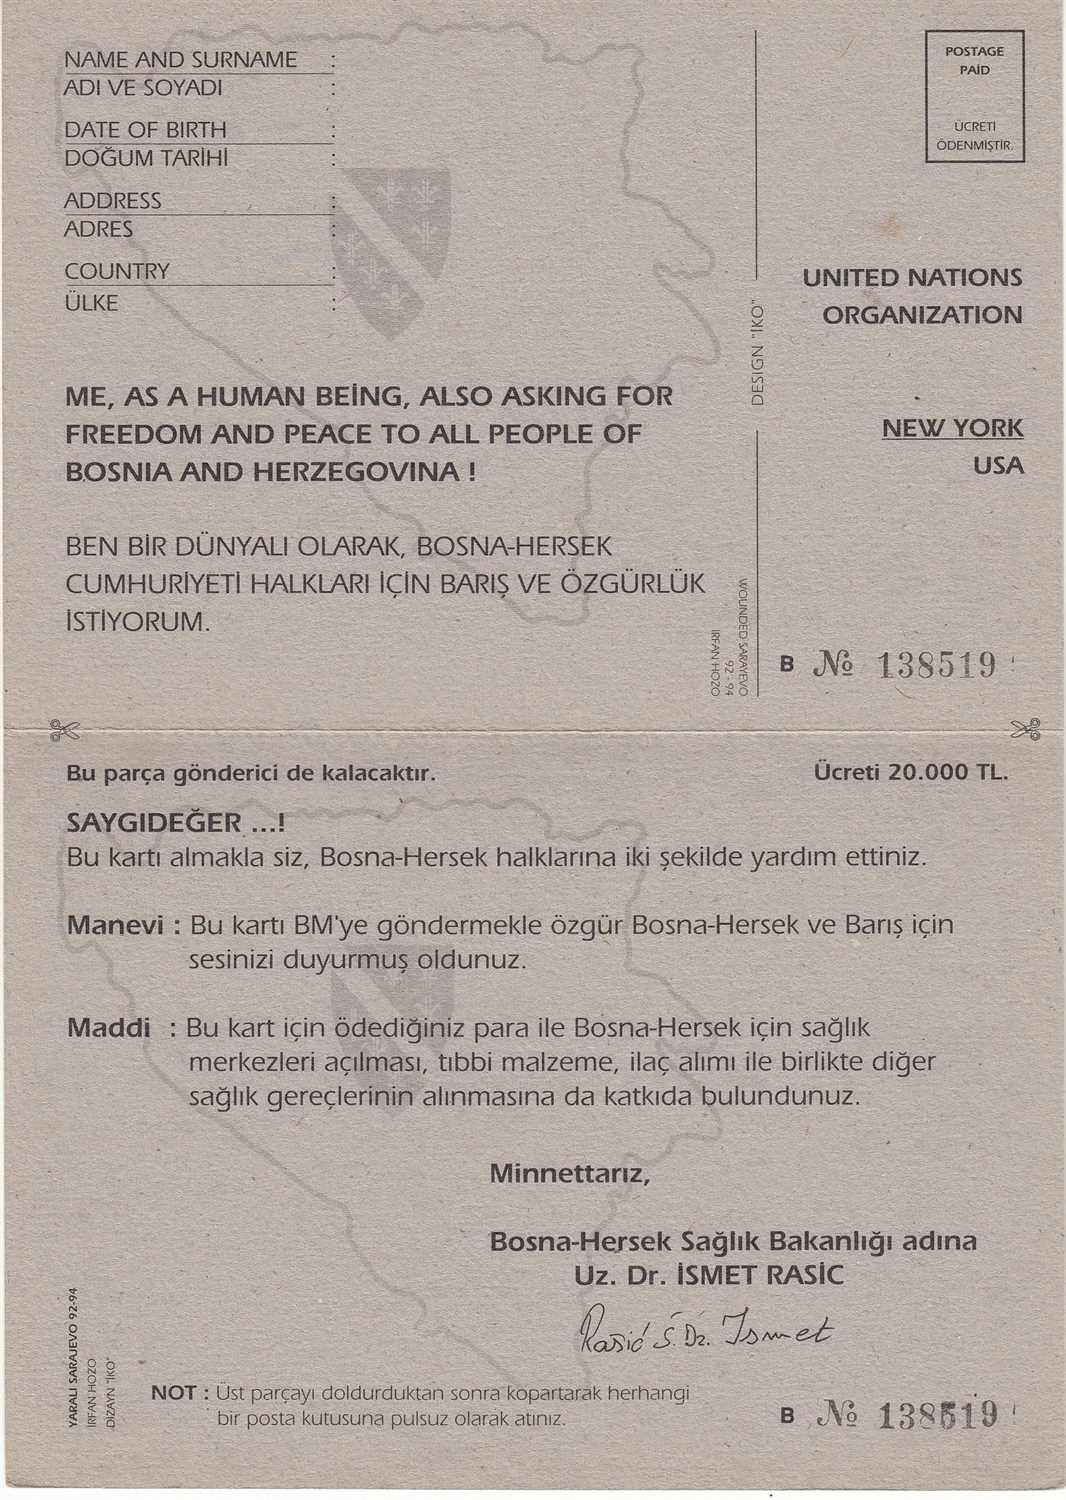 NAME AND SURNAME :
ADI VE SOYADI :
DATE OF BIRTH :
DOĞUM TARİHİ :
ADDRESS :
ADRES :
COUNTRY :
ÜLKE :
ME, AS A HUMAN BEİNG, ALSO ASKING FOR
FREEDOM AND PEACE TO ALL PEOPLE OF
BOSNIA AND HERZEGOVINA !
BEN BİR DÜNYALI OLARAK, BOSNA-HERSEK
CUMHURİYETİ HALKLARI İÇİN BARIŞ VE ÖZGÜRLÜK
İSTİYORUM.
DESIGN "IKO"
WOUNDED SARAYEVO
92 - 94
IRFAN HOZO
POSTAGE
PAİD
ÜCRETİ
ÖDENMİŞTİR.
UNITED NATIONS
ORGANIZATION
NEW YORK
USA
B № 138519
Bu parça gönderici de kalacaktır.
Ücreti 20.000 TL.
SAYGIDEĞER ...!
Bu kartı almakla siz, Bosna-Hersek halklarına iki şekilde yardım ettiniz.
Manevi : Bu kartı BM'ye göndermekle özgür Bosna-Hersek ve Barış için
sesinizi duyurmuş oldunuz.
Maddi : Bu kart için ödediğiniz para ile Bosna-Hersek için sağlık
merkezleri açılması, tıbbi malzeme, ilaç alımı ile birlikte diğer
sağlık gereçlerinin alınmasına da katkıda bulundunuz.
Minnettarız,
Bosna-Hersek Sağlık Bakanlığı adına
Uz. Dr. İSMET RASIC
Rasić Š. Dr. Ismet
YARALI SARAJEVO 92-94
IRFAN HOZO
DIZAYN "IKO"
NOT : Üst parçayı doldurduktan sonra kopartarak herhangi
bir posta kutusuna pulsuz olarak atınız.
B № 138519